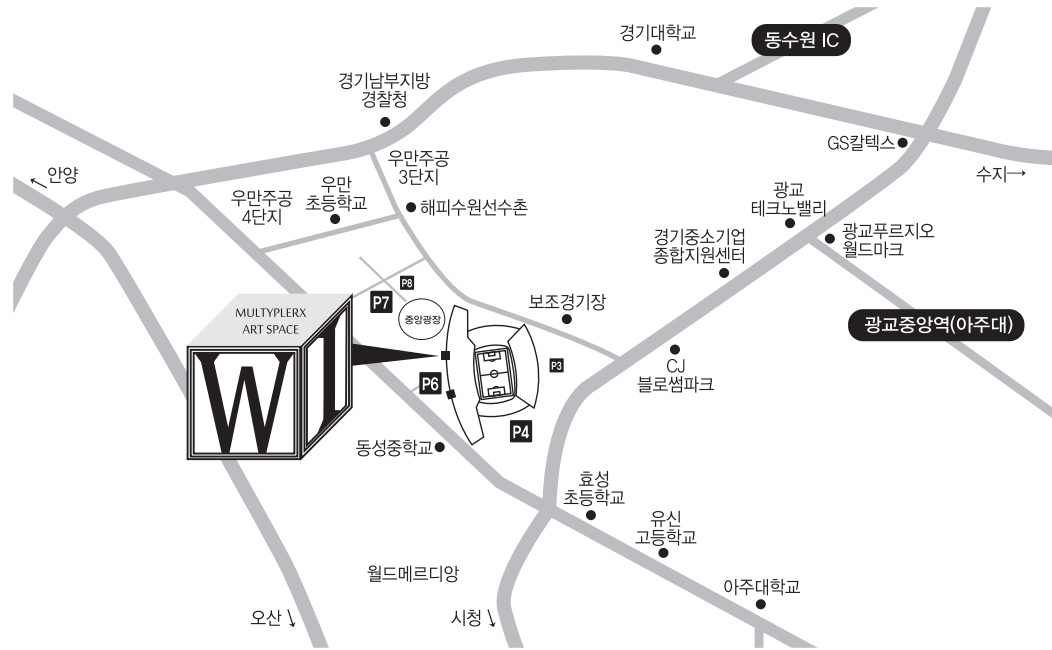 경기대학교
동수원 IC
경기남부지방
경찰청
GS칼텍스
수지→
←안양
우만주공
3단지
우만
초등학교
우만주공
4단지
해피수원선수촌
광교
테크노밸리
광교푸르지오
월드마크
경기중소기업
종합지원센터
P8
P7
중앙광장
보조경기장
광교중앙역(아주대)
MULTYPLERX
ART SPACE
WI
P6
P3
CJ
블로썸파크
P4
동성중학교
효성
초등학교
유신
고등학교
월드메르디앙
아주대학교
오산↓
시청↓